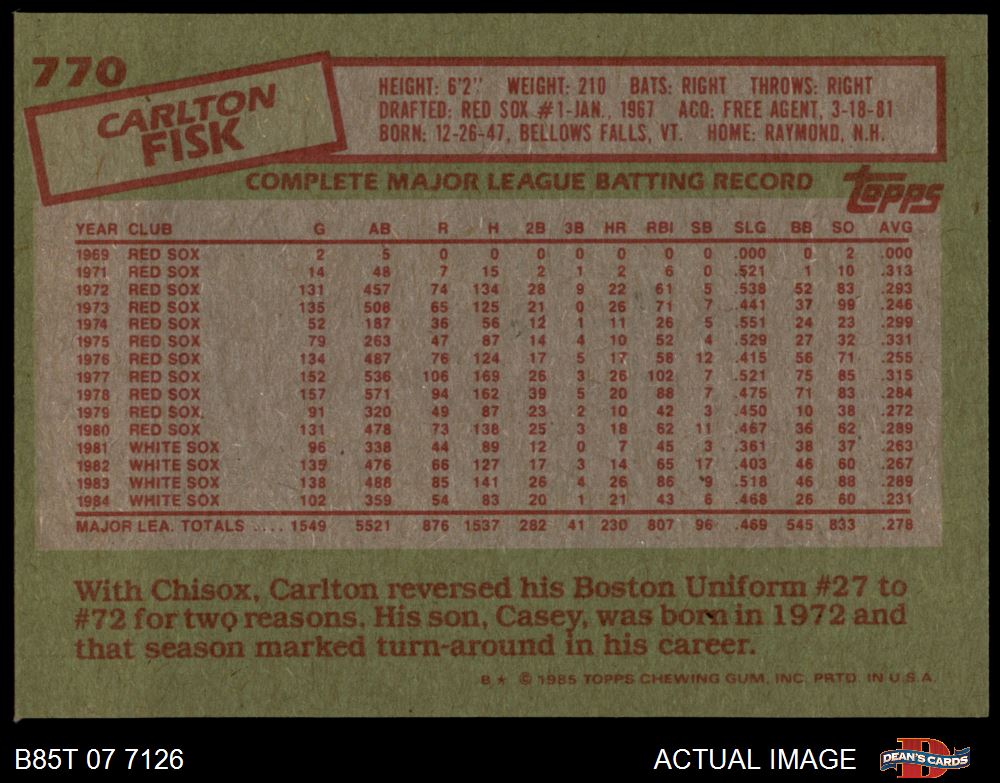 770
CARLTON
FISK
HEIGHT: 6'2" WEIGHT: 210 BATS: RIGHT THROWS: RIGHT
DRAFTED: RED SOX #1-JAN., 1967 ACQ: FREE AGENT, 3-18-81
BORN: 12-26-47, BELLOWS FALLS, VT. HOME: RAYMOND, N.H.
COMPLETE MAJOR LEAGUE BATTING RECORD
topps
YEAR CLUB G AB R H 2B 3B HR RBI SB SLG BB SO AVG
1969 RED SOX 2 5 0 0 0 0 0 0 0 .000 0 2 .000
1971 RED SOX 14 48 7 15 2 1 2 6 0 .521 1 10 .313
1972 RED SOX 131 457 74 134 28 9 22 61 5 .538 52 83 .293
1973 RED SOX 135 508 65 125 21 0 26 71 7 .441 37 99 .246
1974 RED SOX 52 187 36 56 12 1 11 26 5 .551 24 23 .299
1975 RED SOX 79 263 47 87 14 4 10 52 4 .529 27 32 .331
1976 RED SOX 134 487 76 124 17 5 17 58 12 .415 56 71 .255
1977 RED SOX 152 536 106 169 26 3 26 102 7 .521 75 85 .315
1978 RED SOX 157 571 94 162 39 5 20 88 7 .475 71 83 .284
1979 RED SOX 91 320 49 87 23 2 10 42 3 .450 10 38 .272
1980 RED SOX 131 478 73 138 25 3 18 62 11 .467 36 62 .289
1981 WHITE SOX 96 338 44 89 12 0 7 45 3 .361 38 37 .263
1982 WHITE SOX 135 476 66 127 17 3 14 65 17 .403 46 60 .267
1983 WHITE SOX 138 488 85 141 26 4 26 86 9 .518 46 88 .289
1984 WHITE SOX 102 359 54 83 20 1 21 43 6 .468 26 60 .231
MAJOR LEA. TOTALS .... 1549 5521 876 1537 282 41 230 807 96 .469 545 833 .278
With Chisox, Carlton reversed his Boston Uniform #27 to
#72 for two reasons. His son, Casey, was born in 1972 and
that season marked turn-around in his career.
B * © 1985 TOPPS CHEWING GUM, INC. PRTD. IN U.S.A.
B85T 07 7126
ACTUAL IMAGE
DEAN'S CARDS